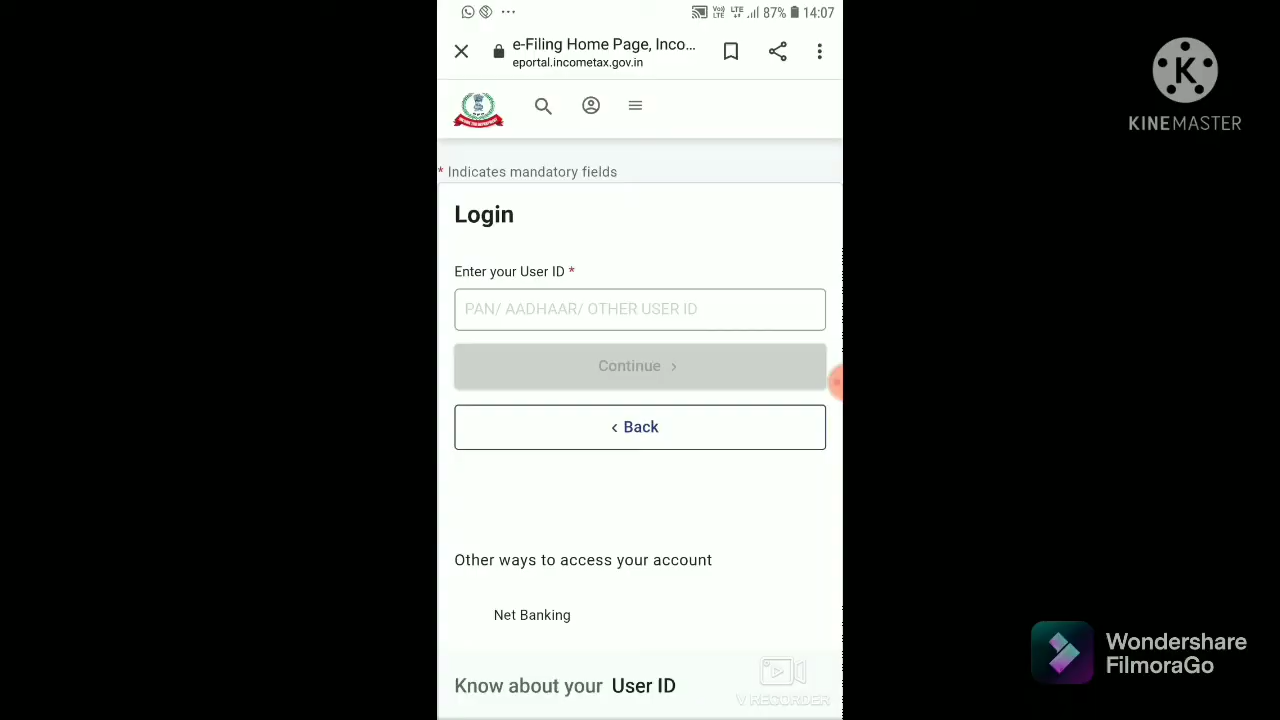 87% 14:07
e-Filing Home Page, Inco...
eportal.incometax.gov.in
* Indicates mandatory fields
Login
Enter your User ID *
PAN/ AADHAAR/ OTHER USER ID
Continue >
< Back
Other ways to access your account
Net Banking
Know about your User ID
V RECORDER
K
KINEMASTER
Wondershare
FilmoraGo